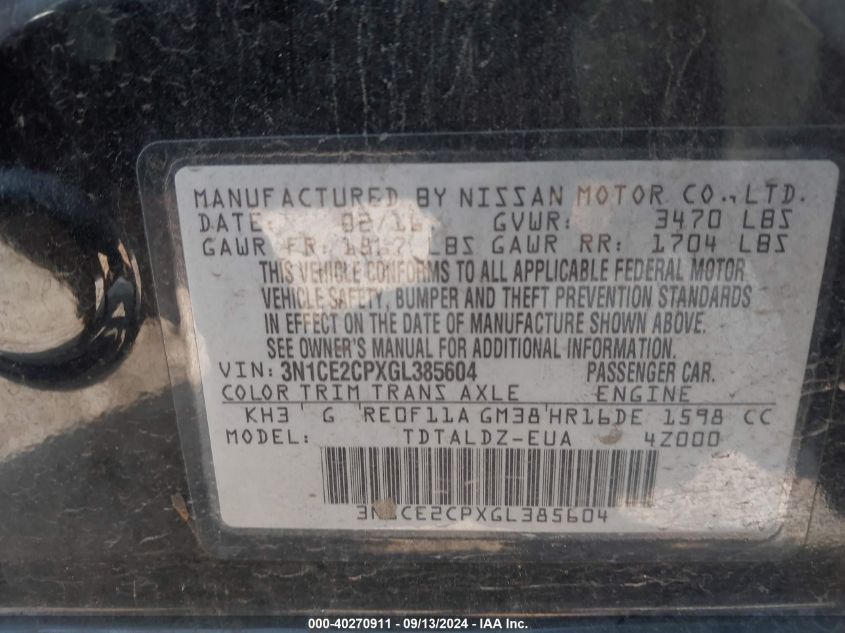 MANUFACTURED BY NISSAN MOTOR CO., LTD.
DATE: 02/16 GVWR: 3470 LBS
GAWR FR: 1817 LBS GAWR RR: 1704 LBS
THIS VEHICLE CONFORMS TO ALL APPLICABLE FEDERAL MOTOR
VEHICLE SAFETY, BUMPER AND THEFT PREVENTION STANDARDS
IN EFFECT ON THE DATE OF MANUFACTURE SHOWN ABOVE.
SEE OWNER'S MANUAL FOR ADDITIONAL INFORMATION.
VIN: 3N1CE2CPXGL385604 PASSENGER CAR.
COLOR TRIM TRANS AXLE ENGINE
KH3 G RE0F11A GM38 HR16DE 1598 CC
MODEL: TDTALDZ-EUA 4Z000
3N1CE2CPXGL385604
000-40270911 - 09/13/2024 - IAA Inc.